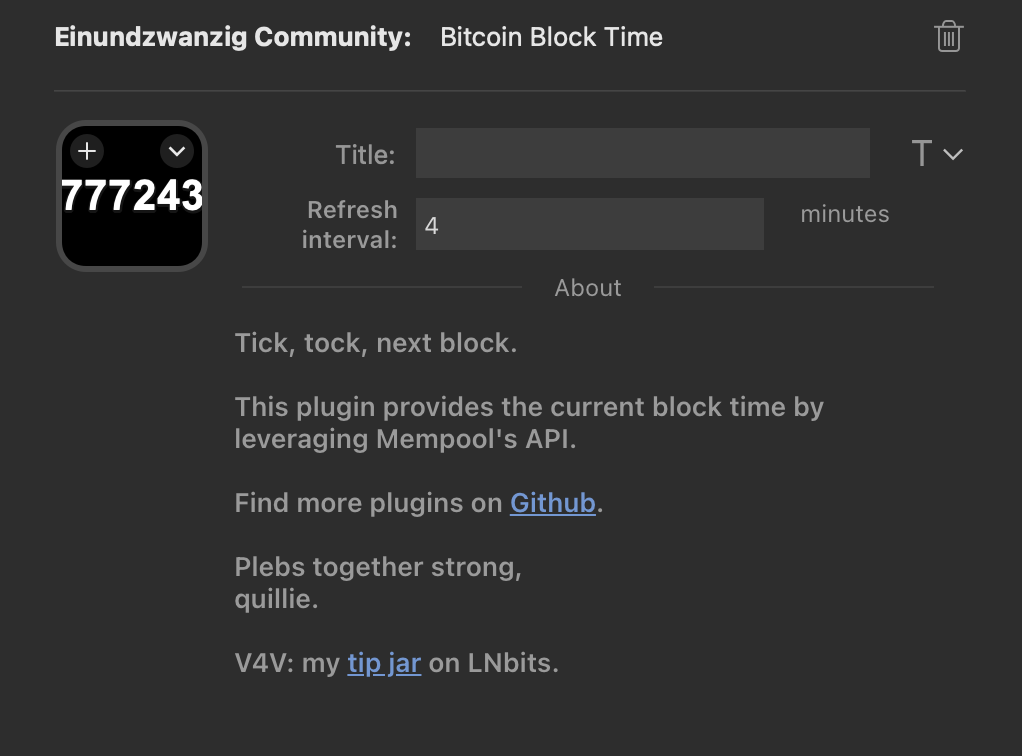 Einundzwanzig Community: Bitcoin Block Time
777243
Title:
T
Refresh
interval:
4
minutes
About
Tick, tock, next block.
This plugin provides the current block time by
leveraging Mempool's API.
Find more plugins on Github.
Plebs together strong,
quillie.
V4V: my tip jar on LNbits.